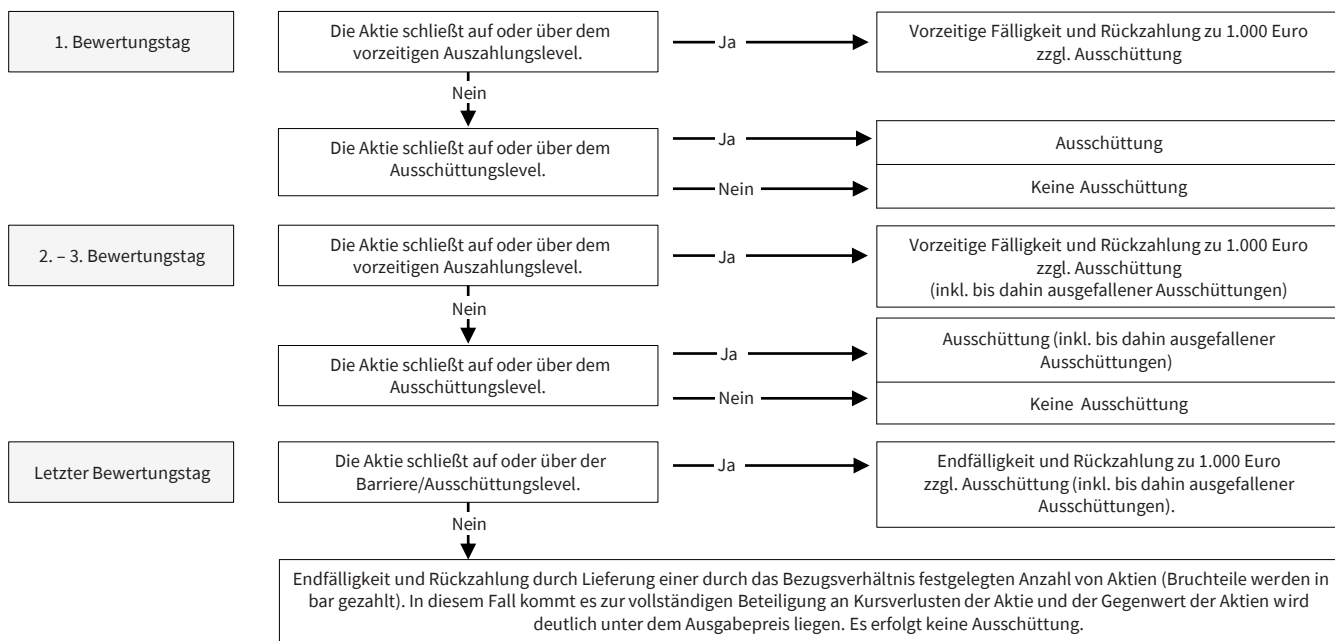 1. Bewertungstag
Die Aktie schließt auf oder über dem
vorzeitigen Auszahlungslevel.
Ja
Vorzeitige Fälligkeit und Rückzahlung zu 1.000 Euro
zzgl. Ausschüttung
Nein
Die Aktie schließt auf oder über dem
Ausschüttungslevel.
Ja
Ausschüttung
Nein
Keine Ausschüttung
2. – 3. Bewertungstag
Die Aktie schließt auf oder über dem
vorzeitigen Auszahlungslevel.
Ja
Vorzeitige Fälligkeit und Rückzahlung zu 1.000 Euro
zzgl. Ausschüttung
(inkl. bis dahin ausgefallener Ausschüttungen)
Nein
Die Aktie schließt auf oder über dem
Ausschüttungslevel.
Ja
Ausschüttung (inkl. bis dahin ausgefallener
Ausschüttungen)
Nein
Keine Ausschüttung
Letzter Bewertungstag
Die Aktie schließt auf oder über der
Barriere/Ausschüttungslevel.
Ja
Endfälligkeit und Rückzahlung zu 1.000 Euro
zzgl. Ausschüttung (inkl. bis dahin ausgefallener
Ausschüttungen).
Nein
Endfälligkeit und Rückzahlung durch Lieferung einer durch das Bezugsverhältnis festgelegten Anzahl von Aktien (Bruchteile werden in
bar gezahlt). In diesem Fall kommt es zur vollständigen Beteiligung an Kursverlusten der Aktie und der Gegenwert der Aktien wird
deutlich unter dem Ausgabepreis liegen. Es erfolgt keine Ausschüttung.